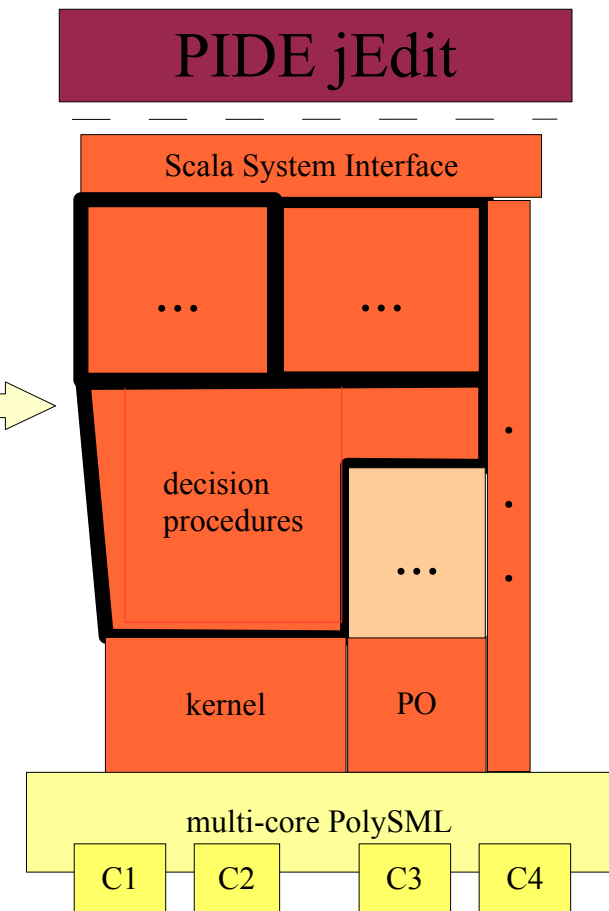 PIDE jEdit
Scala System Interface
... ...
decision
procedures
...
. . .
kernel PO
multi-core PolySML
C1 C2 C3 C4